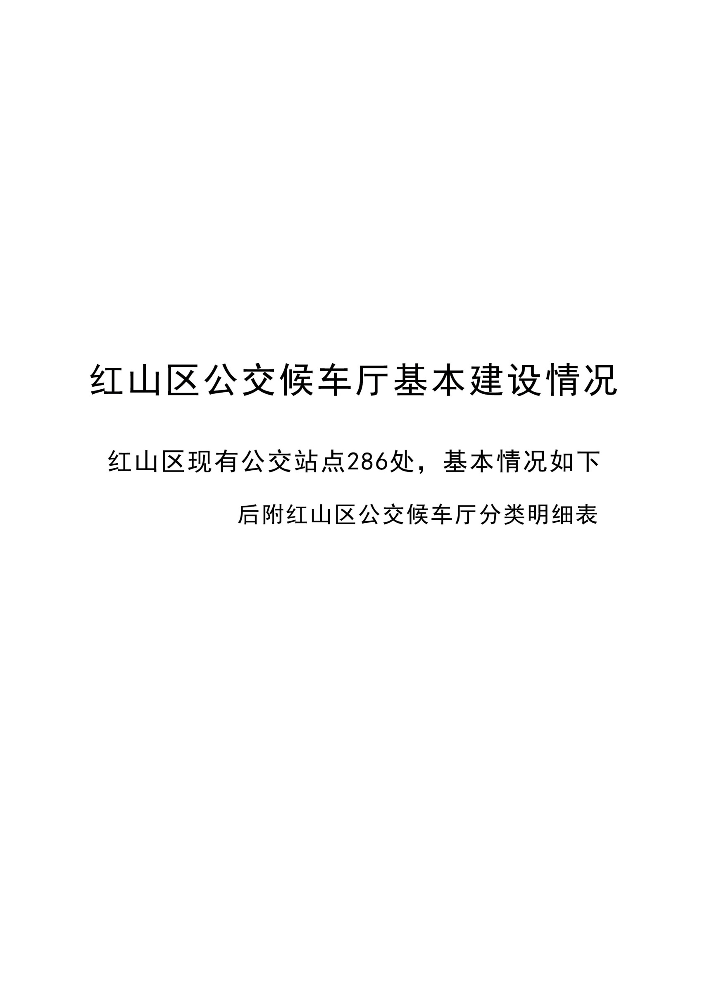 红山区公交候车厅基本建设情况
红山区现有公交站点286处，基本情况如下
后附红山区公交候车厅分类明细表